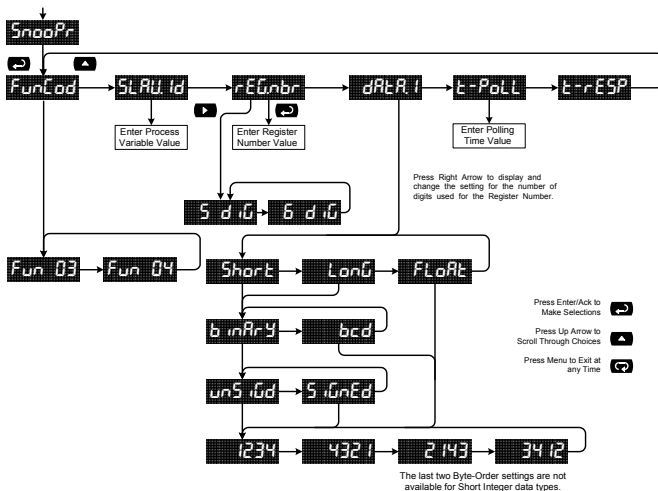 SnooPr
FunCod SLAV.Id rEGnbr dAtA.1 t-PoLL t-rESP
Enter Process
Variable Value
Enter Register
Number Value
Enter Polling
Time Value
Press Right Arrow to display and
change the setting for the number of
digits used for the Register Number.
5 diG 6 diG
Fun 03 Fun 04
Short LonG FLoAt
binArY bcd
unSiGd SiGnEd
1234 4321 2143 3412
Press Enter/Ack to
Make Selections
Press Up Arrow to
Scroll Through Choices
Press Menu to Exit at
any Time
The last two Byte-Order settings are not
available for Short Integer data types.